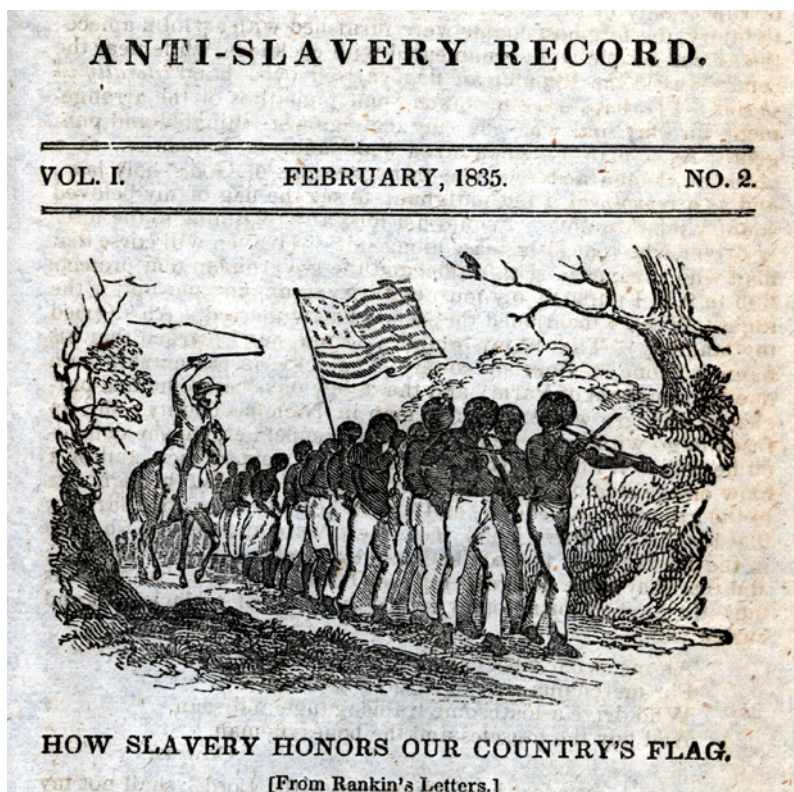 ANTI-SLAVERY RECORD.
VOL. I. FEBRUARY, 1835. NO. 2.
HOW SLAVERY HONORS OUR COUNTRY'S FLAG.
[From Rankin's Letters.]